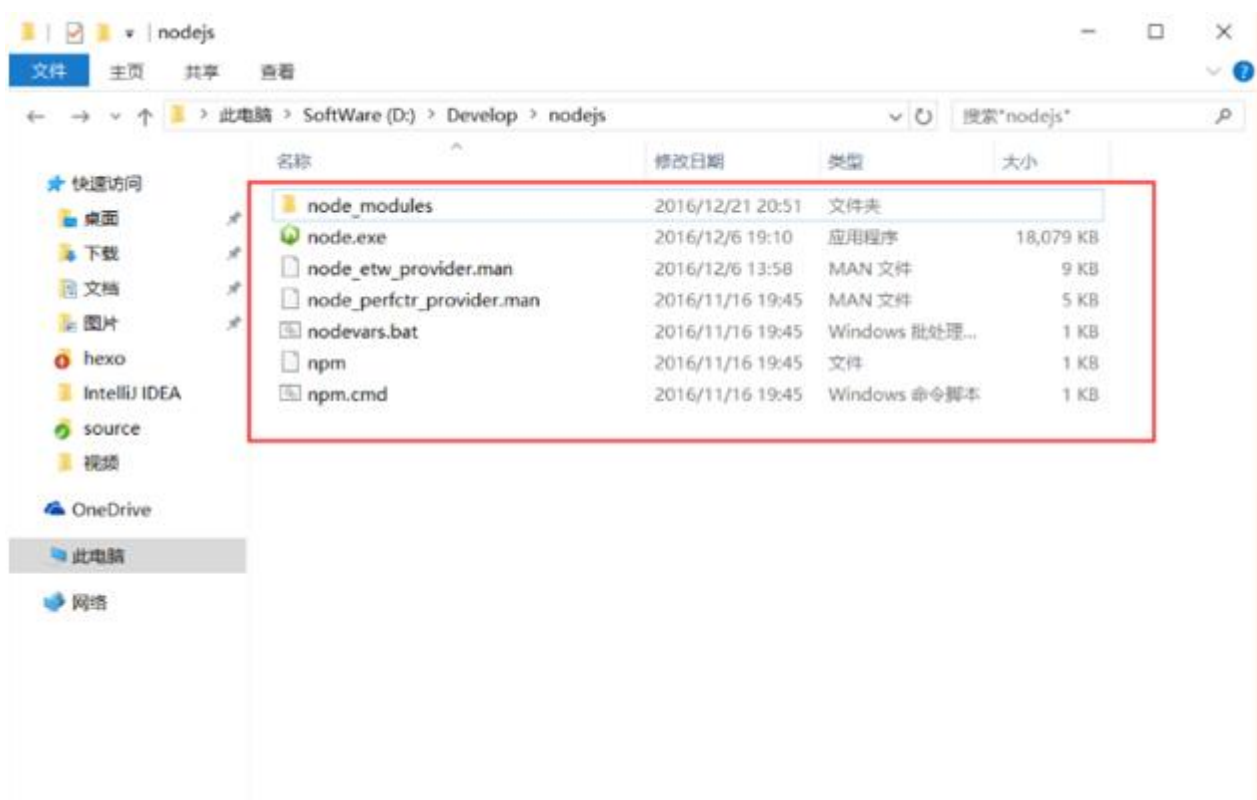 nodejs
文件 主页 共享 查看
此电脑 > SoftWare (D:) > Develop > nodejs 搜索"nodejs"
名称 修改日期 类型 大小
快速访问
桌面
下载
文档
图片
hexo
IntelliJ IDEA
source
视频
OneDrive
此电脑
网络
node_modules 2016/12/21 20:51 文件夹
node.exe 2016/12/6 19:10 应用程序 18,079 KB
node_etw_provider.man 2016/12/6 13:58 MAN 文件 9 KB
node_perfctr_provider.man 2016/11/16 19:45 MAN 文件 5 KB
nodevars.bat 2016/11/16 19:45 Windows 批处理... 1 KB
npm 2016/11/16 19:45 文件 1 KB
npm.cmd 2016/11/16 19:45 Windows 命令脚本 1 KB